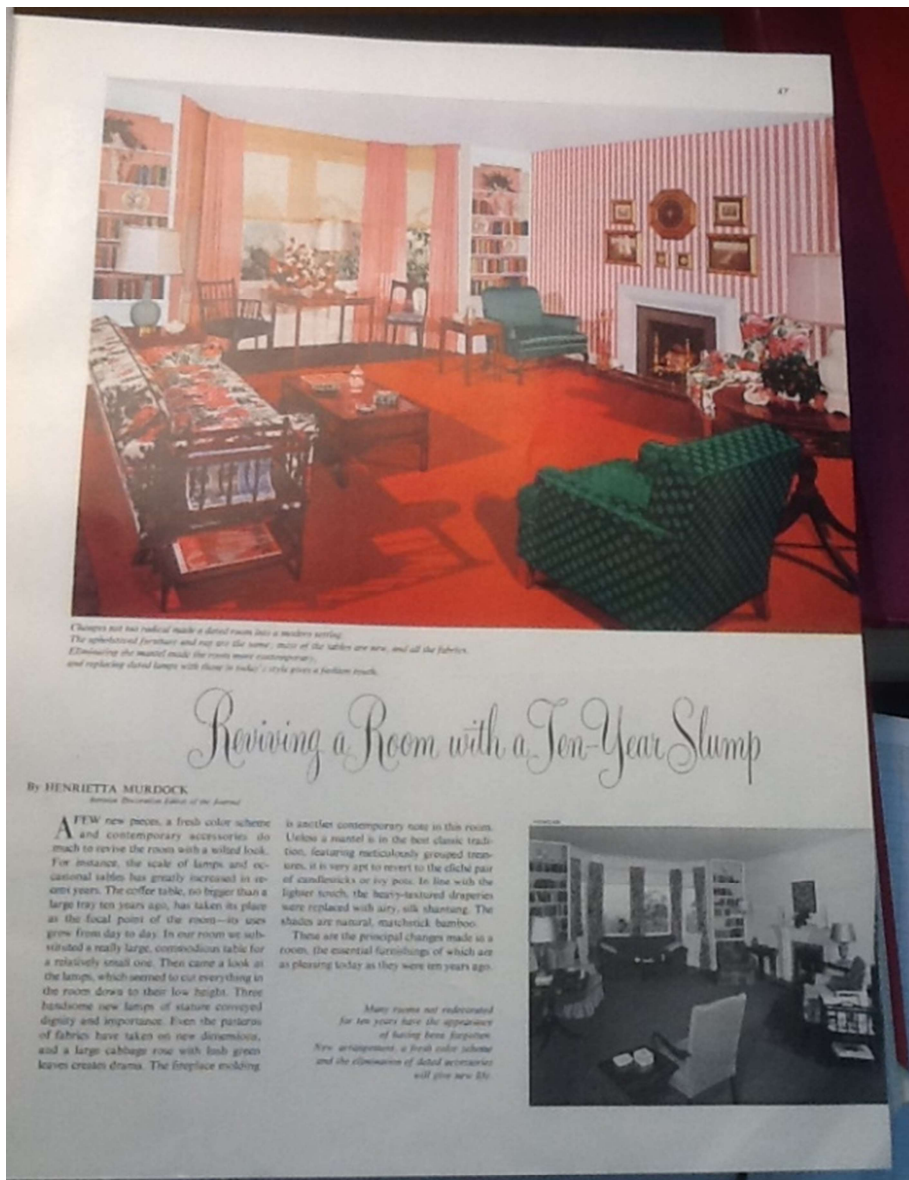 47
Changes not too radical made a dated room into a modern setting.
The upholstered furniture and rug are the same; most of the tables are new, and all the fabrics.
Eliminating the mantel made the room more contemporary,
and replacing dated lamps with those in today's style gives a fashion touch.
Reviving a Room with a Ten-Year Slump
By HENRIETTA MURDOCK
Interior Decoration Editor of the Journal
A FEW new pieces, a fresh color scheme
and contemporary accessories do
much to revive the room with a wilted look.
For instance, the scale of lamps and oc-
casional tables has greatly increased in re-
cent years. The coffee table, no bigger than a
large tray ten years ago, has taken its place
as the focal point of the room—its uses
grow from day to day. In our room we sub-
stituted a really large, commodious table for
a relatively small one. Then came a look at
the lamps, which seemed to cut everything in
the room down to their low height. Three
handsome new lamps of stature conveyed
dignity and importance. Even the patterns
of fabrics have taken on new dimensions,
and a large cabbage rose with lush green
leaves creates drama. The fireplace molding
is another contemporary note in this room.
Unless a mantel is in the best classic tradi-
tion, featuring meticulously grouped treas-
ures, it is very apt to revert to the cliché pair
of candlesticks or ivy pots. In line with the
lighter touch, the heavy-textured draperies
were replaced with airy, silk shantung. The
shades are natural, matchstick bamboo.
These are the principal changes made in a
room, the essential furnishings of which are
as pleasing today as they were ten years ago.
Many rooms not redecorated
for ten years have the appearance
of having been forgotten.
New arrangement, a fresh color scheme
and the elimination of dated accessories
will give new life.